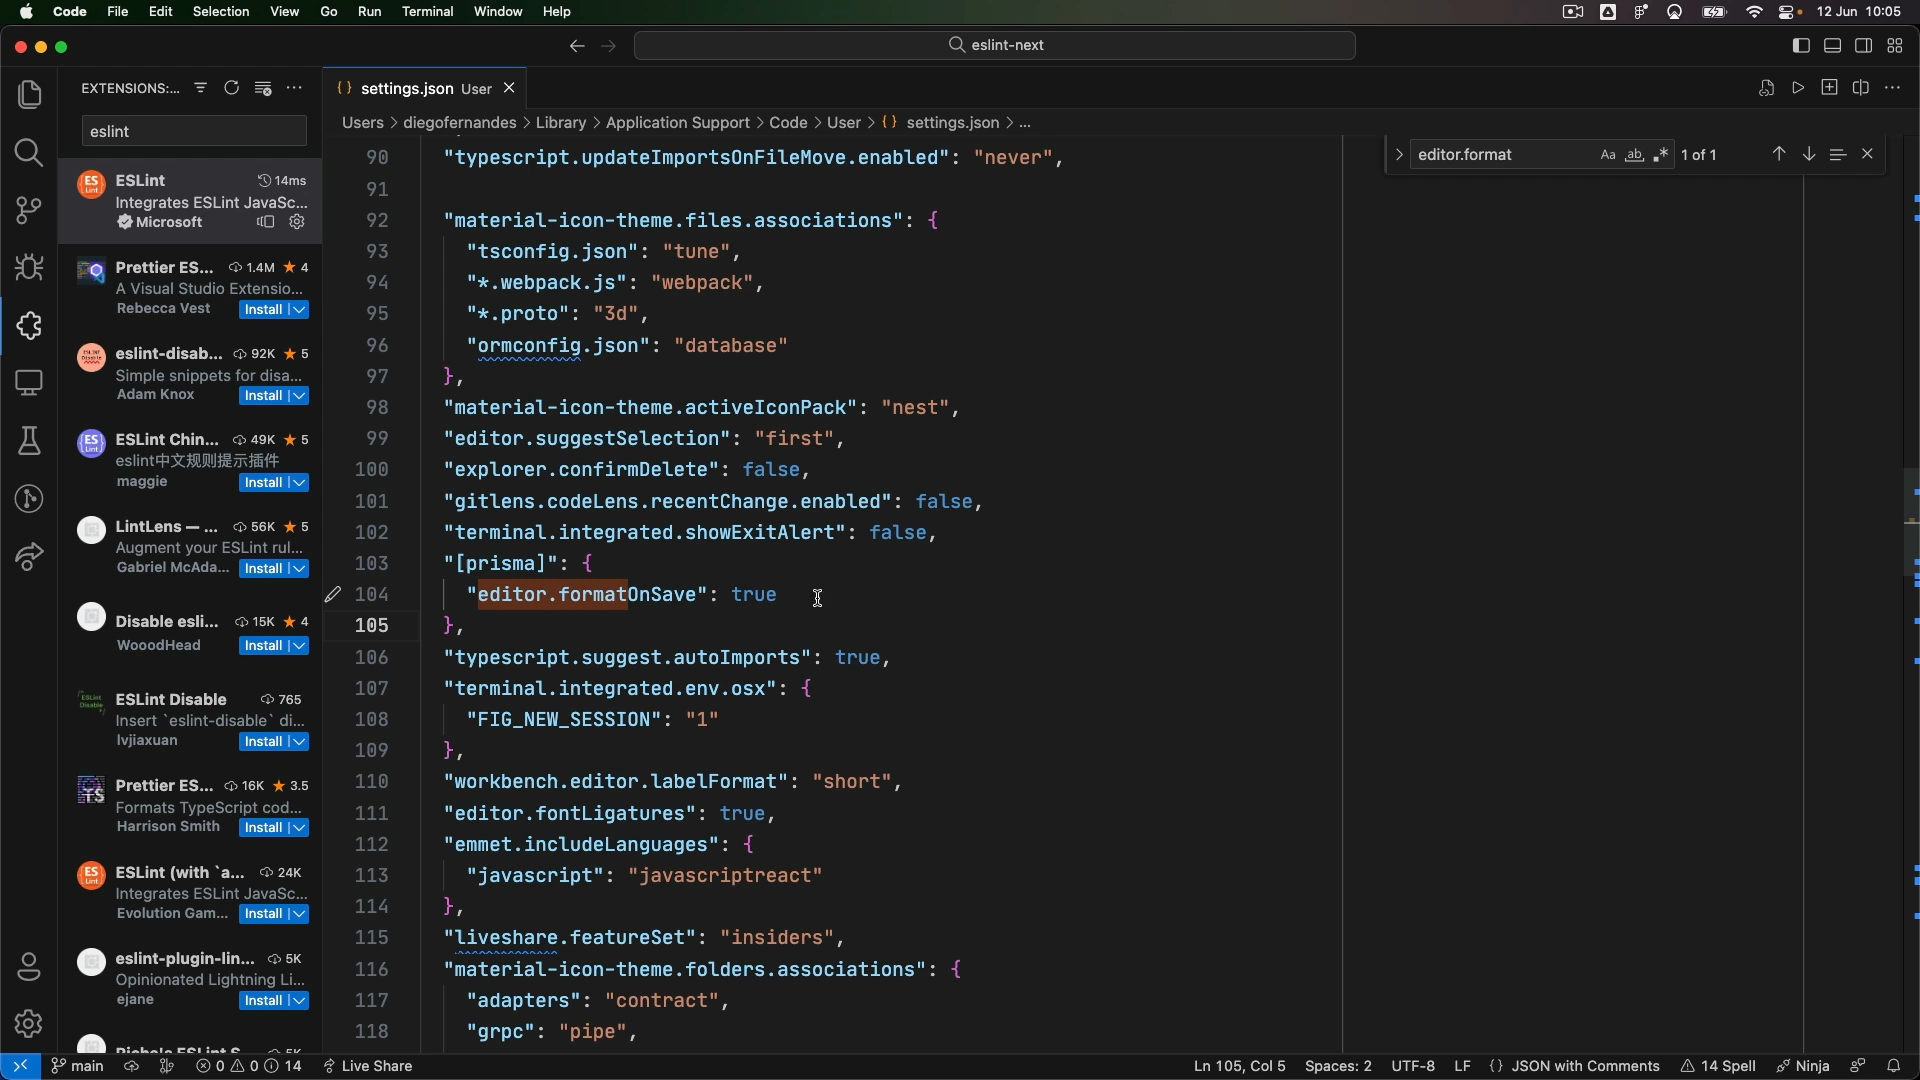 Code File Edit Selection View Go Run Terminal Window Help 12 Jun 10:05
eslint-next
EXTENSIONS:...
eslint
ESLint 14ms
Integrates ESLint JavaSc...
Microsoft
Prettier ES... 1.4M 4
A Visual Studio Extensio...
Rebecca Vest Install
eslint-disab... 92K 5
Simple snippets for disa...
Adam Knox Install
ESLint Chin... 49K 5
eslint中文规则提示插件
maggie Install
LintLens — ... 56K 5
Augment your ESLint rul...
Gabriel McAda... Install
Disable esli... 15K 4
WooodHead Install
ESLint Disable 765
Insert `eslint-disable` di...
lvjiaxuan Install
Prettier ES... 16K 3.5
Formats TypeScript cod...
Harrison Smith Install
ESLint (with `a... 24K
Integrates ESLint JavaSc...
Evolution Gam... Install
eslint-plugin-lin... 5K
Opinionated Lightning Li...
ejane Install
settings.json User
Users > diegofernandes > Library > Application Support > Code > User > {} settings.json > ...
editor.format Aa ab 1 of 1
90 "typescript.updateImportsOnFileMove.enabled": "never",
91
92 "material-icon-theme.files.associations": {
93 "tsconfig.json": "tune",
94 "*.webpack.js": "webpack",
95 "*.proto": "3d",
96 "ormconfig.json": "database"
97 },
98 "material-icon-theme.activeIconPack": "nest",
99 "editor.suggestSelection": "first",
100 "explorer.confirmDelete": false,
101 "gitlens.codeLens.recentChange.enabled": false,
102 "terminal.integrated.showExitAlert": false,
103 "[prisma]": {
104 "editor.formatOnSave": true
105 },
106 "typescript.suggest.autoImports": true,
107 "terminal.integrated.env.osx": {
108 "FIG_NEW_SESSION": "1"
109 },
110 "workbench.editor.labelFormat": "short",
111 "editor.fontLigatures": true,
112 "emmet.includeLanguages": {
113 "javascript": "javascriptreact"
114 },
115 "liveshare.featureSet": "insiders",
116 "material-icon-theme.folders.associations": {
117 "adapters": "contract",
118 "grpc": "pipe",
main 0 0 14 Live Share Ln 105, Col 5 Spaces: 2 UTF-8 LF {} JSON with Comments 14 Spell Ninja